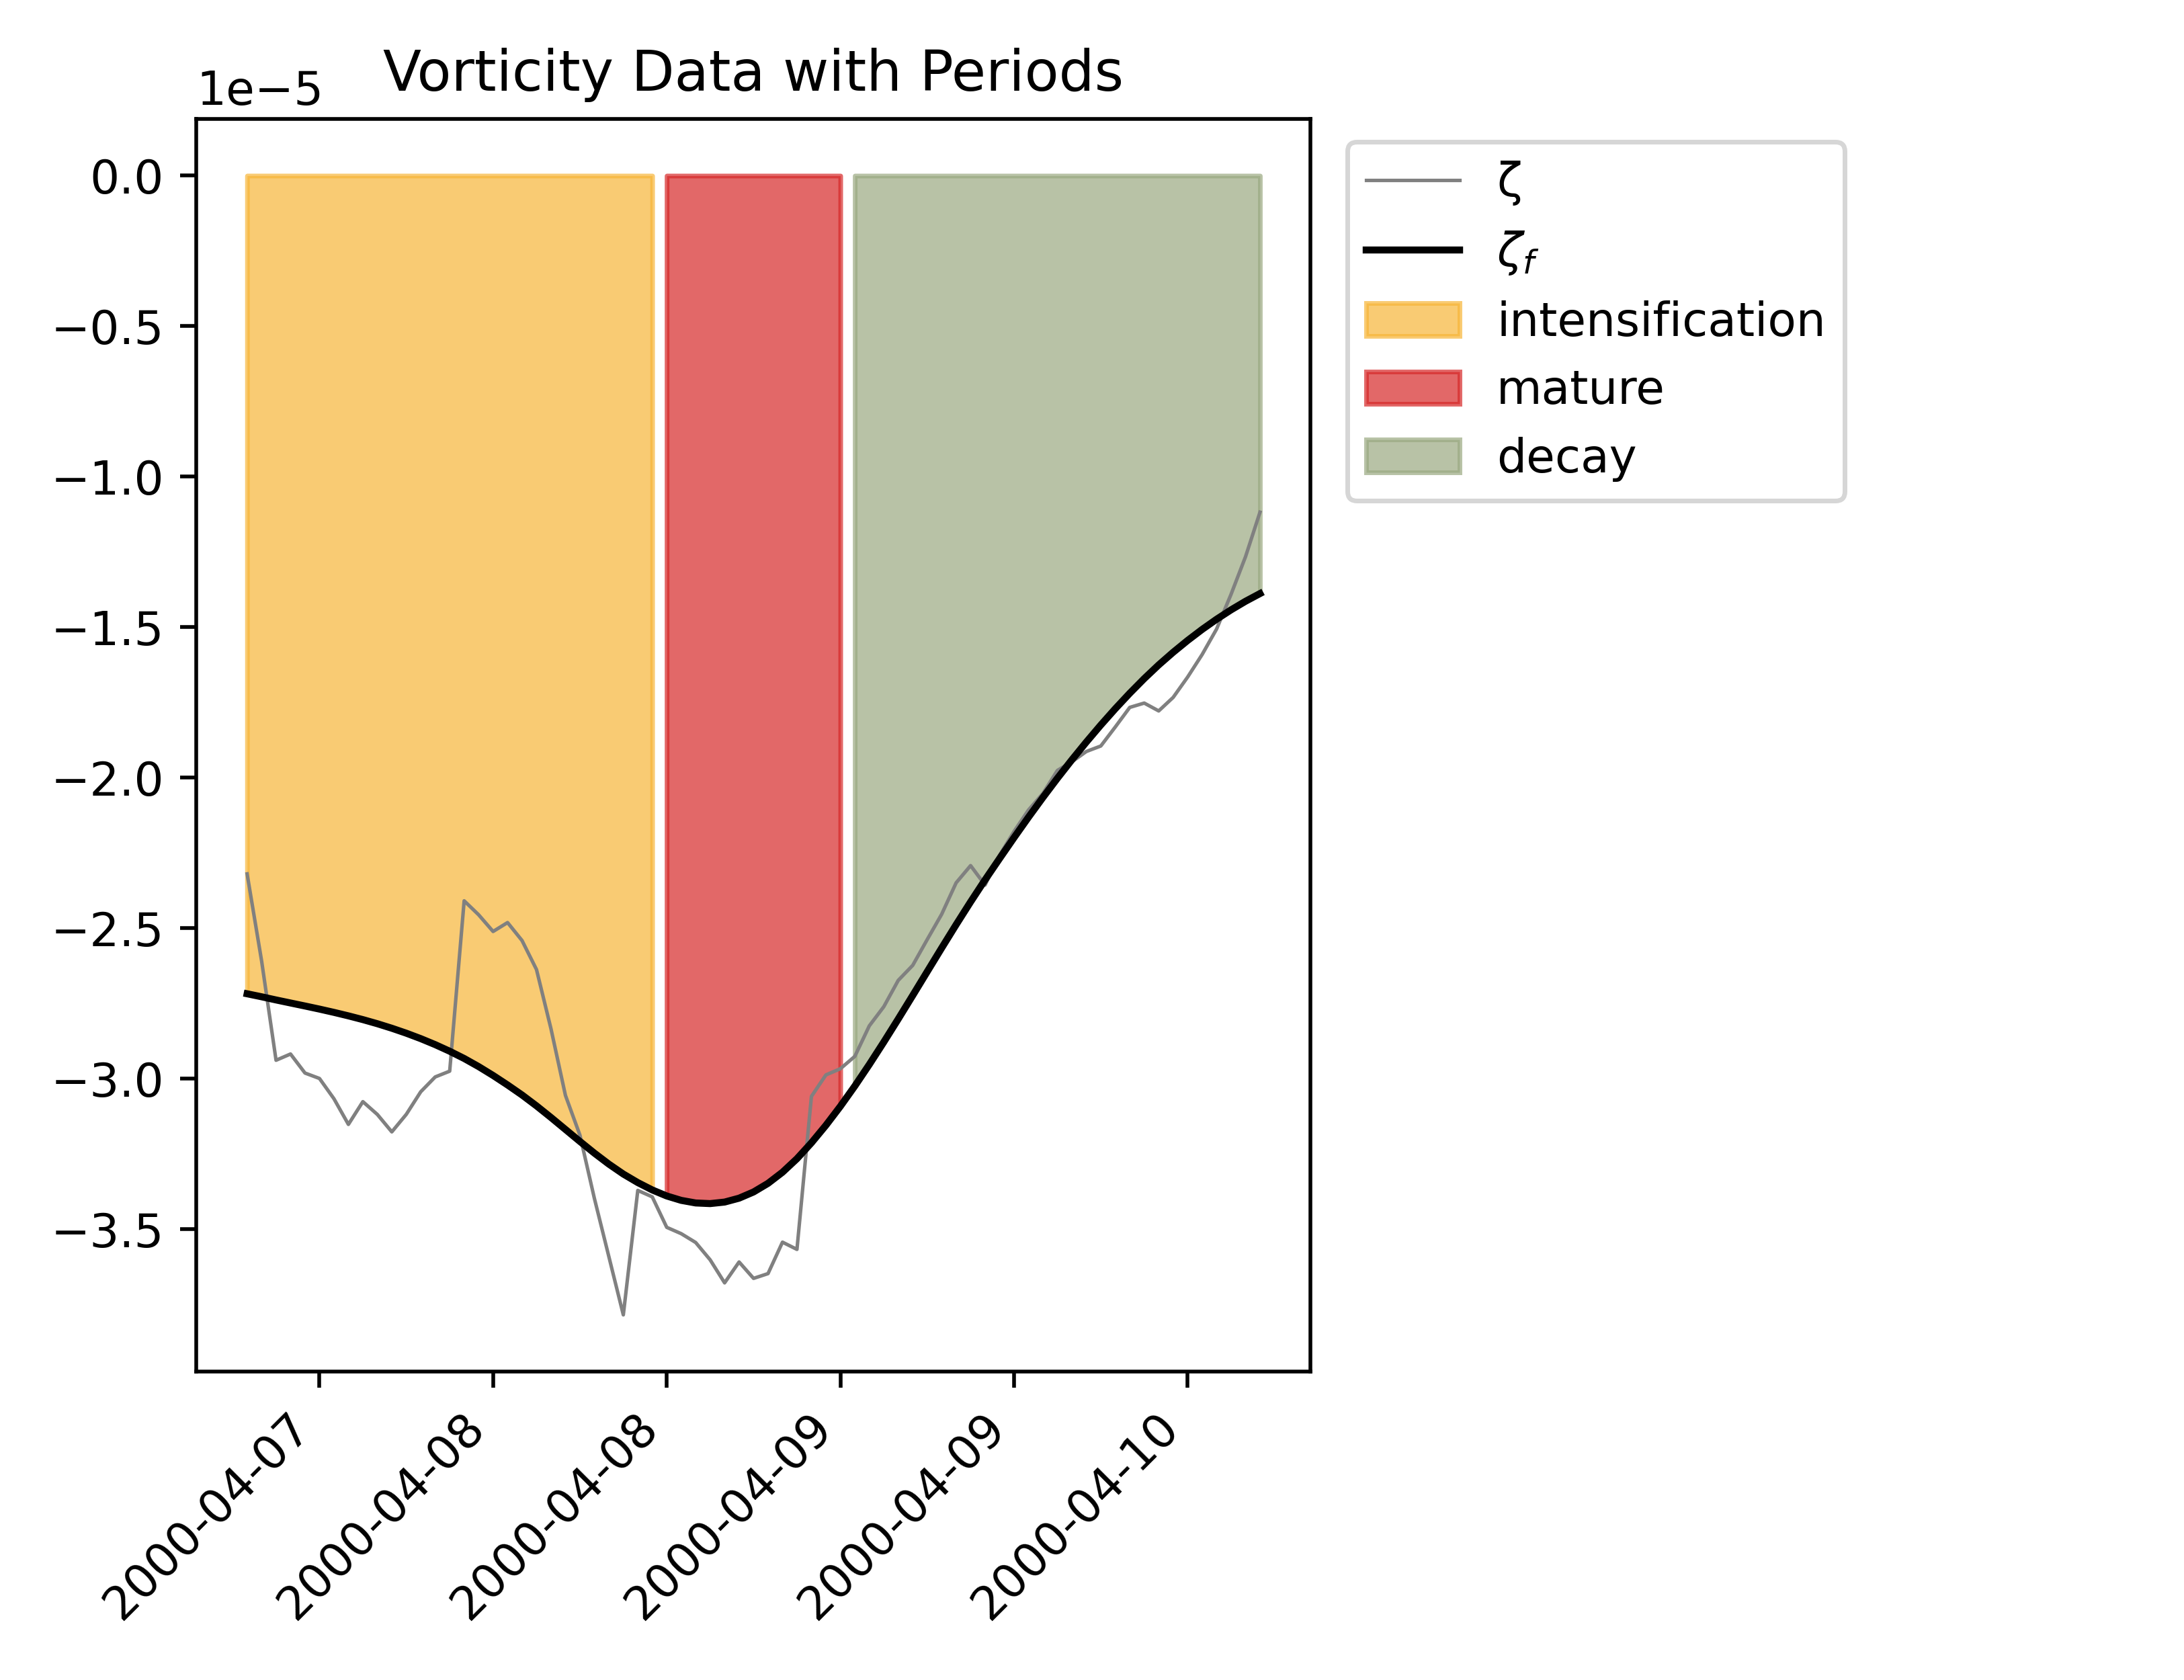 Vorticity Data with Periods
1e−5
0.0
−0.5
−1.0
−1.5
−2.0
−2.5
−3.0
−3.5
2000-04-07
2000-04-08
2000-04-08
2000-04-09
2000-04-09
2000-04-10
ζ
ζf
intensification
mature
decay